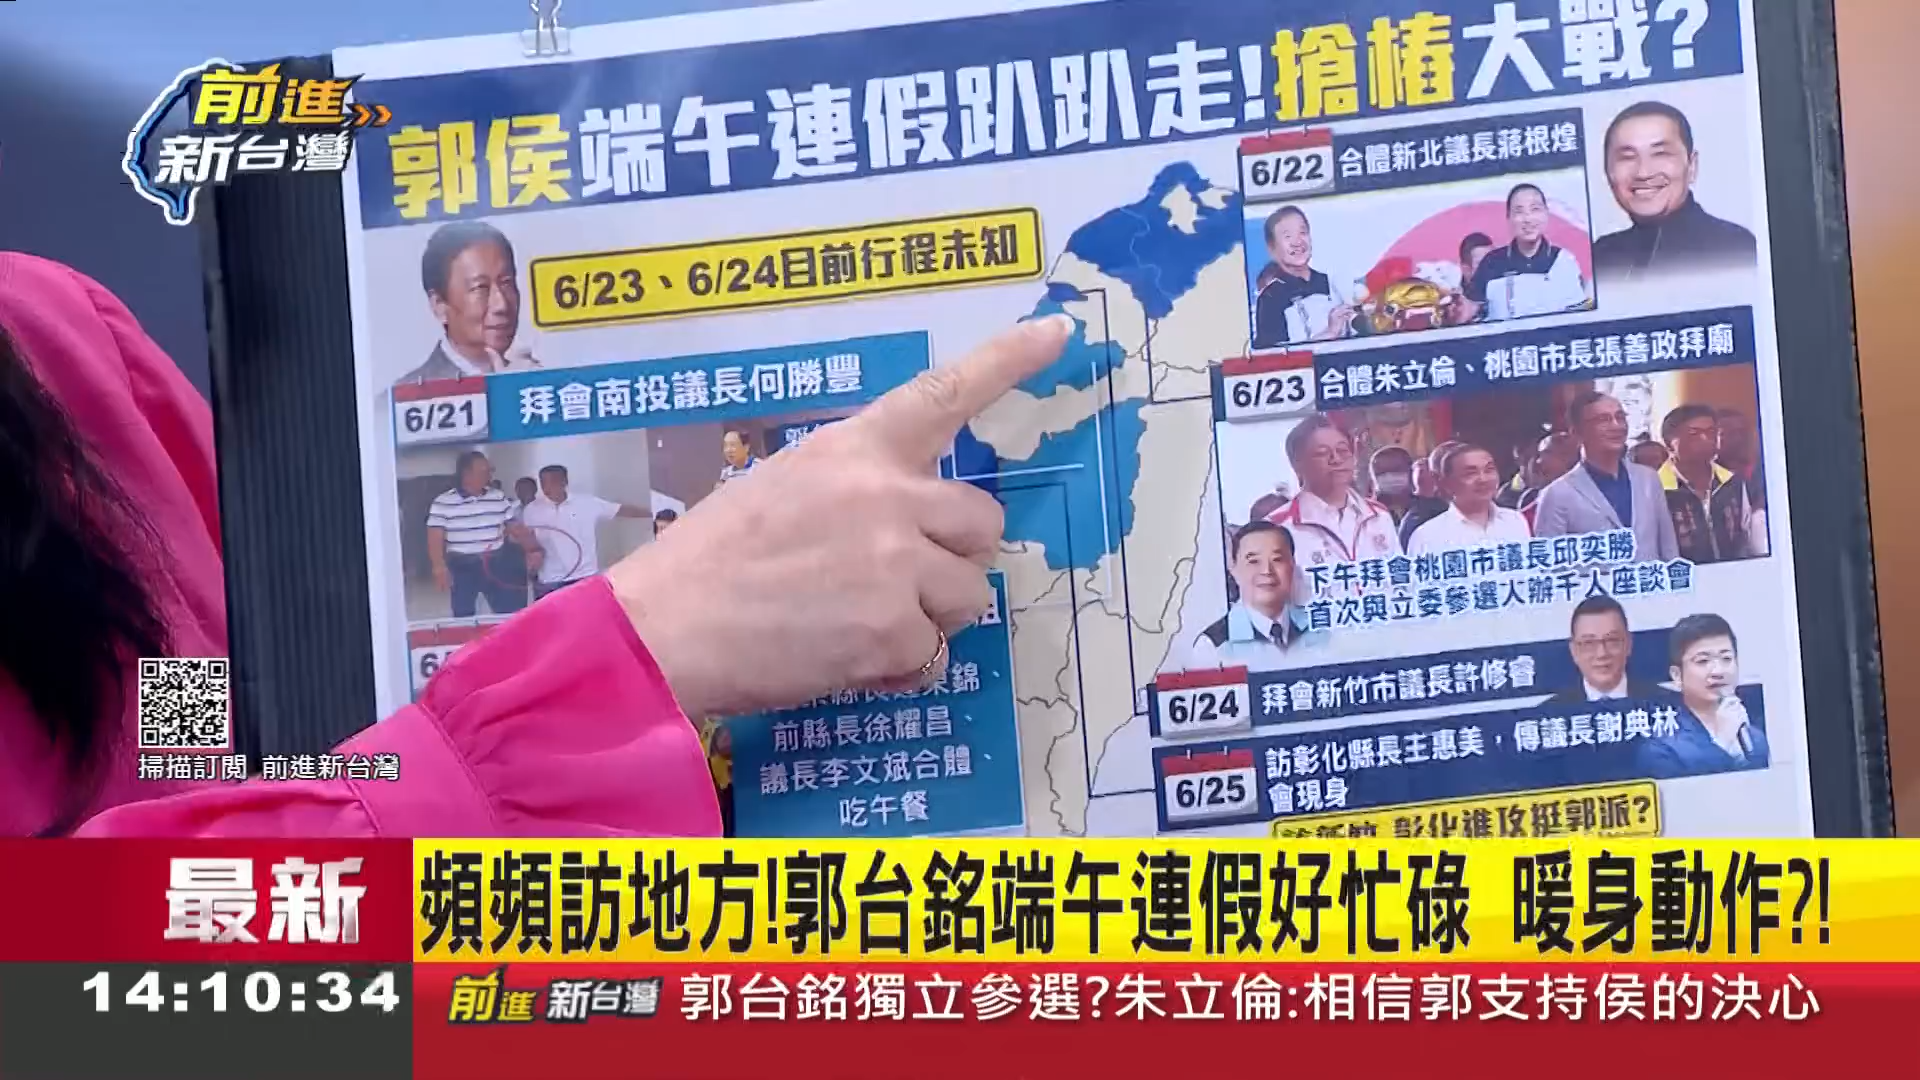 前進
新台灣
郭侯端午連假趴趴走!搶樁大戰?
6/23、6/24目前行程未知
6/21
拜會南投議長何勝豐
前縣長徐耀昌、
議長李文斌合體、
吃午餐
6/22
合體新北議長蔣根煌
6/23
合體朱立倫、桃園市長張善政拜廟
下午拜會桃園市議長邱奕勝
首次與立委參選人辦千人座談會
6/24
拜會新竹市議長許修睿
6/25
訪彰化縣長王惠美,傳議長謝典林
會現身
彰化進攻挺郭派?
掃描訂閱 前進新台灣
最新
頻頻訪地方!郭台銘端午連假好忙碌 暖身動作?!
14:10:34
前進新台灣
郭台銘獨立參選?朱立倫:相信郭支持侯的決心